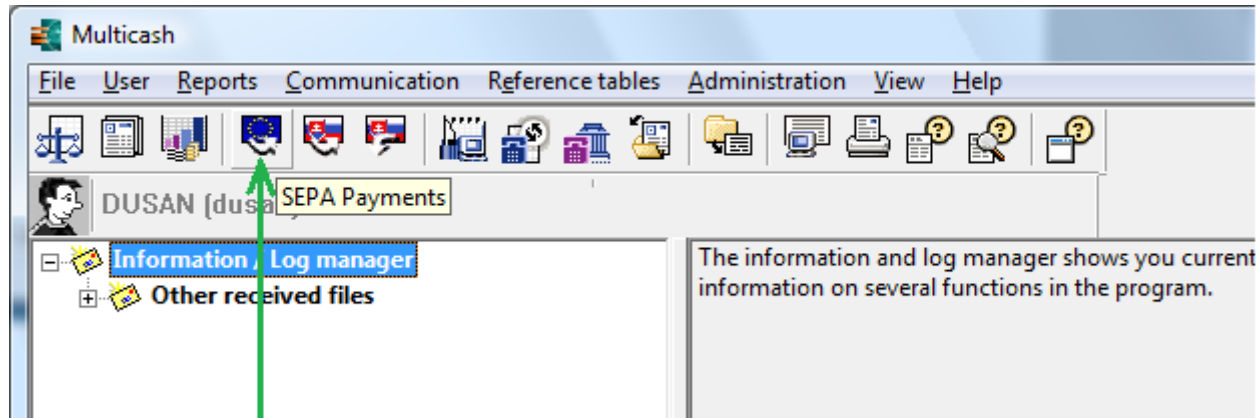 Multicash
File User Reports Communication Reference tables Administration View Help
DUSAN (dusa
SEPA Payments
Information / Log manager
Other received files
The information and log manager shows you current
information on several functions in the program.